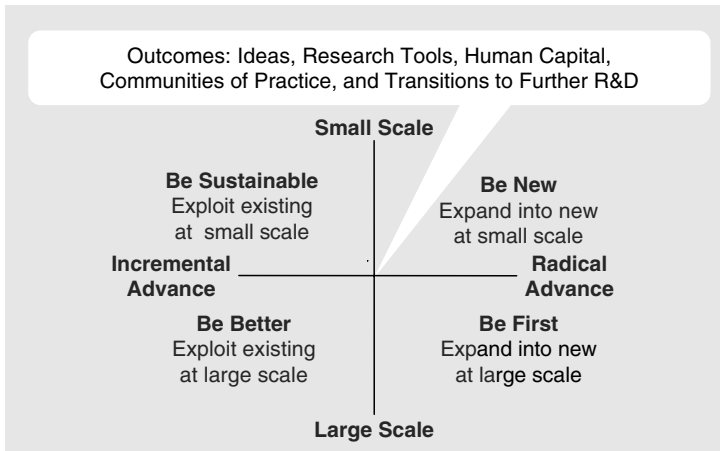 Outcomes: Ideas, Research Tools, Human Capital,
Communities of Practice, and Transitions to Further R&D
Small Scale
Be Sustainable
Exploit existing
at small scale
Be New
Expand into new
at small scale
Incremental
Advance
Radical
Advance
Be Better
Exploit existing
at large scale
Be First
Expand into new
at large scale
Large Scale